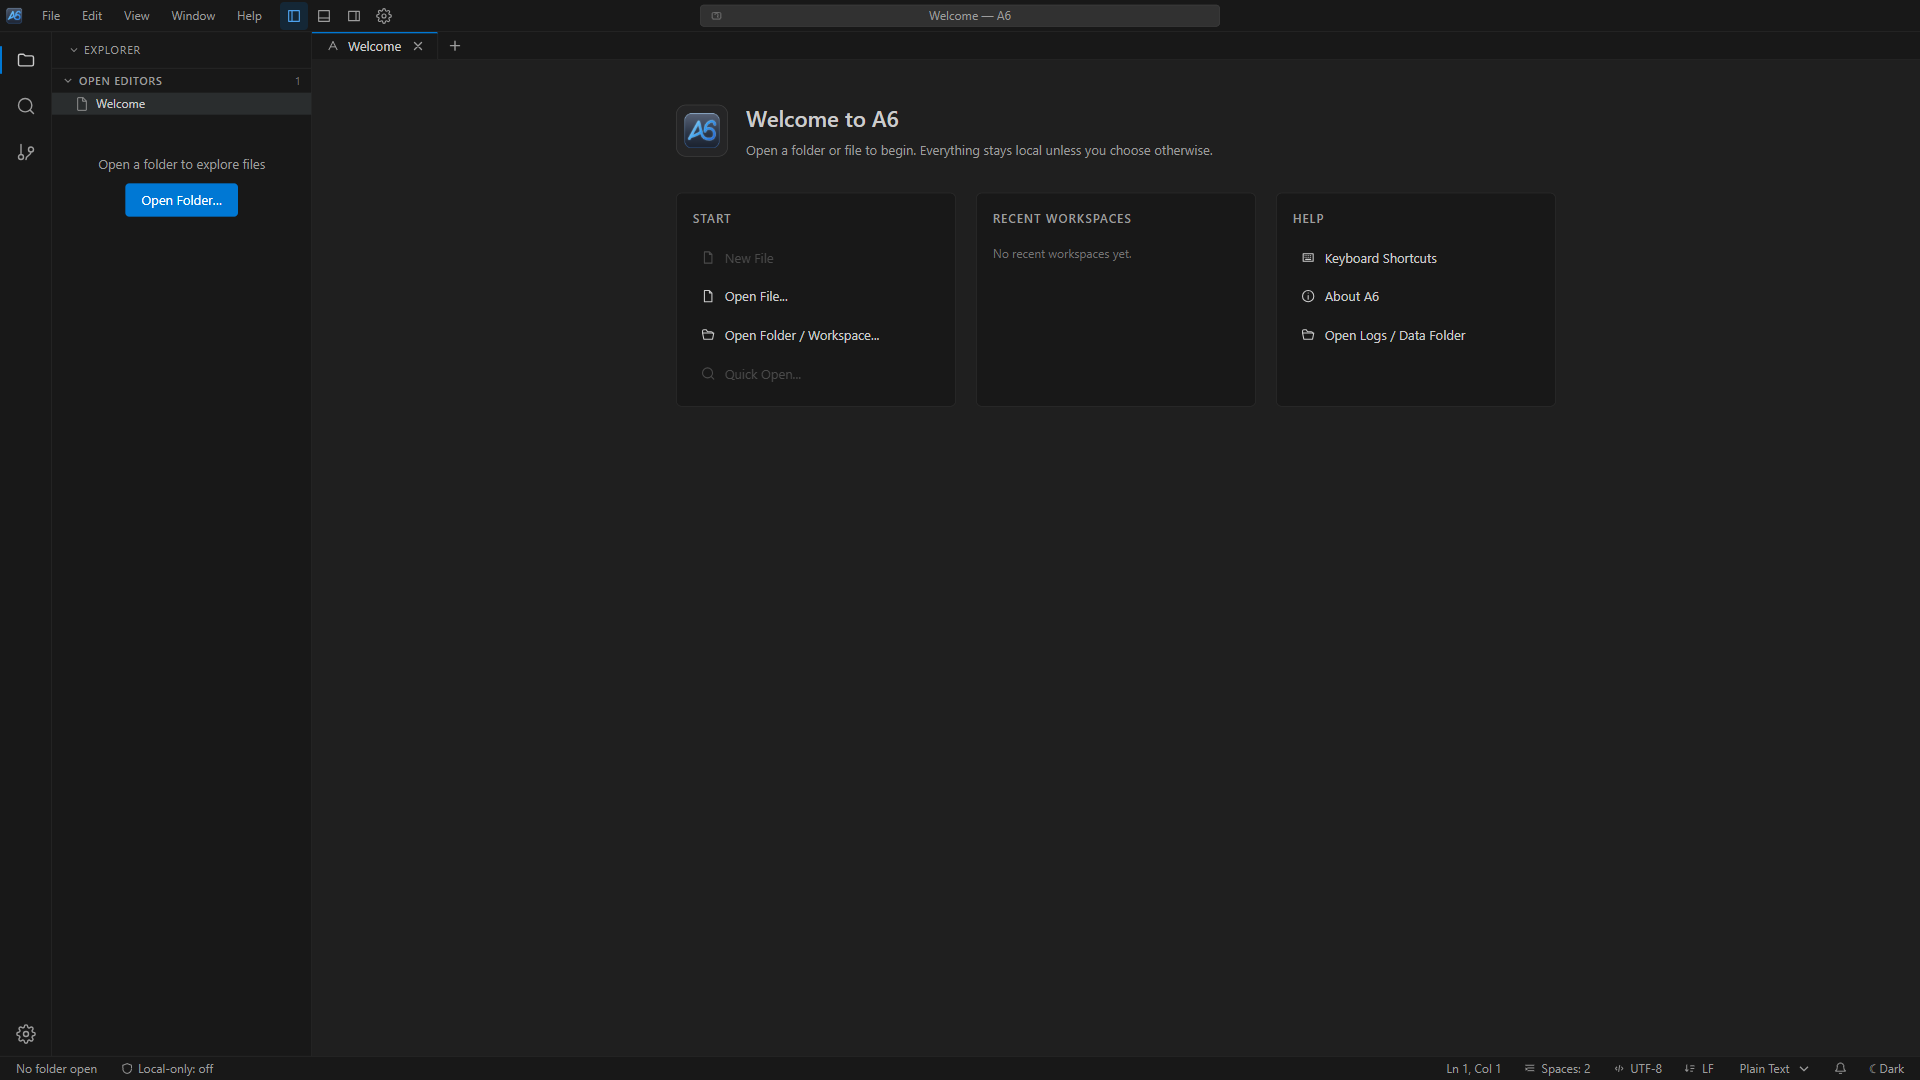 A6 File Edit View Window Help
Welcome — A6
EXPLORER
OPEN EDITORS 1
Welcome
Open a folder to explore files
Open Folder...
Welcome
A6
Welcome to A6
Open a folder or file to begin. Everything stays local unless you choose otherwise.
START
New File
Open File...
Open Folder / Workspace...
Quick Open...
RECENT WORKSPACES
No recent workspaces yet.
HELP
Keyboard Shortcuts
About A6
Open Logs / Data Folder
No folder open Local-only: off
Ln 1, Col 1 Spaces: 2 UTF-8 LF Plain Text Dark